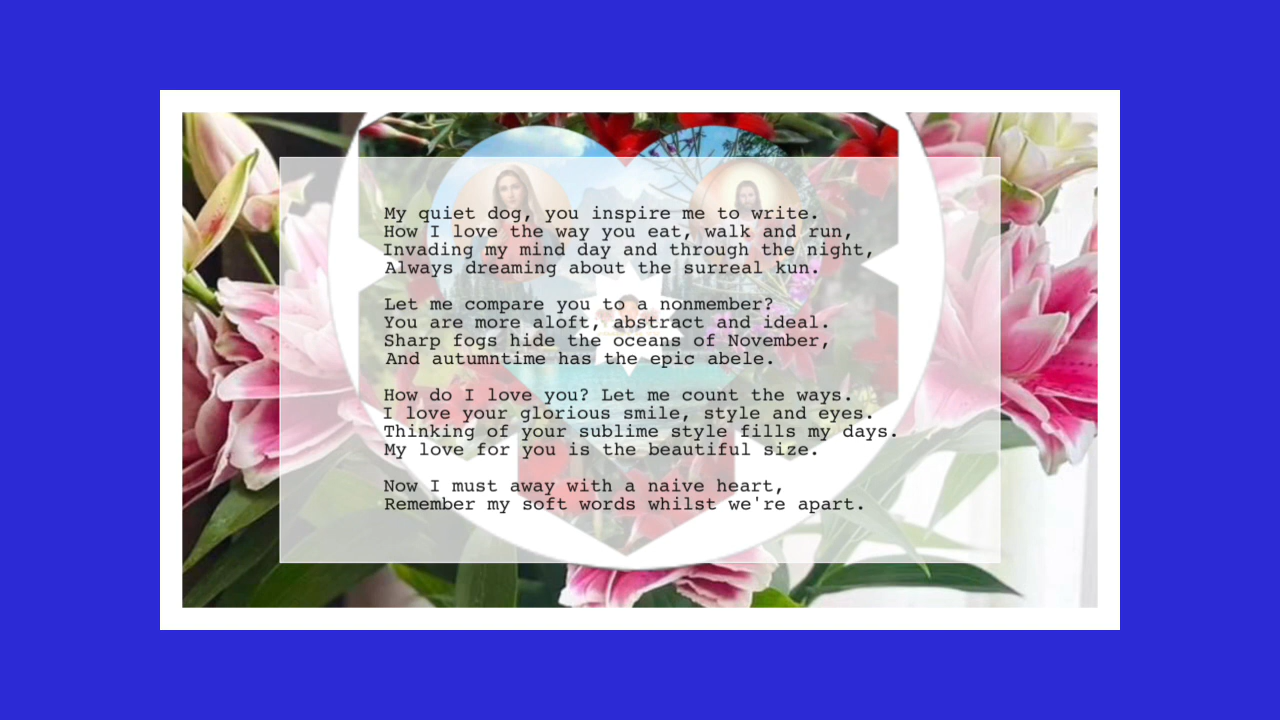 My quiet dog, you inspire me to write.
How I love the way you eat, walk and run,
Invading my mind day and through the night,
Always dreaming about the surreal kun.
Let me compare you to a nonmember?
You are more aloft, abstract and ideal.
Sharp fogs hide the oceans of November,
And autumntime has the epic abele.
How do I love you? Let me count the ways.
I love your glorious smile, style and eyes.
Thinking of your sublime style fills my days.
My love for you is the beautiful size.
Now I must away with a naive heart,
Remember my soft words whilst we're apart.